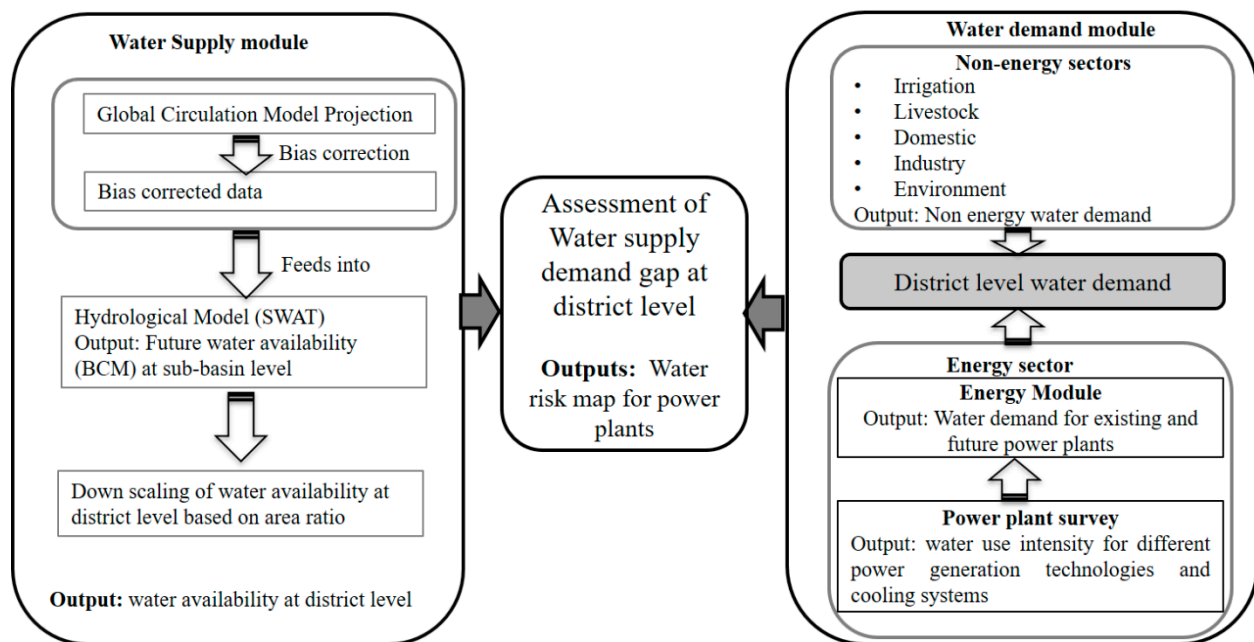 Water Supply module
Global Circulation Model Projection
Bias correction
Bias corrected data
Feeds into
Hydrological Model (SWAT)
Output: Future water availability
(BCM) at sub-basin level
Down scaling of water availability at
district level based on area ratio
Output: water availability at district level
Assessment of
Water supply
demand gap at
district level
Outputs: Water
risk map for power
plants
Water demand module
Non-energy sectors
• Irrigation
• Livestock
• Domestic
• Industry
• Environment
Output: Non energy water demand
District level water demand
Energy sector
Energy Module
Output: Water demand for existing and
future power plants
Power plant survey
Output: water use intensity for different
power generation technologies and
cooling systems